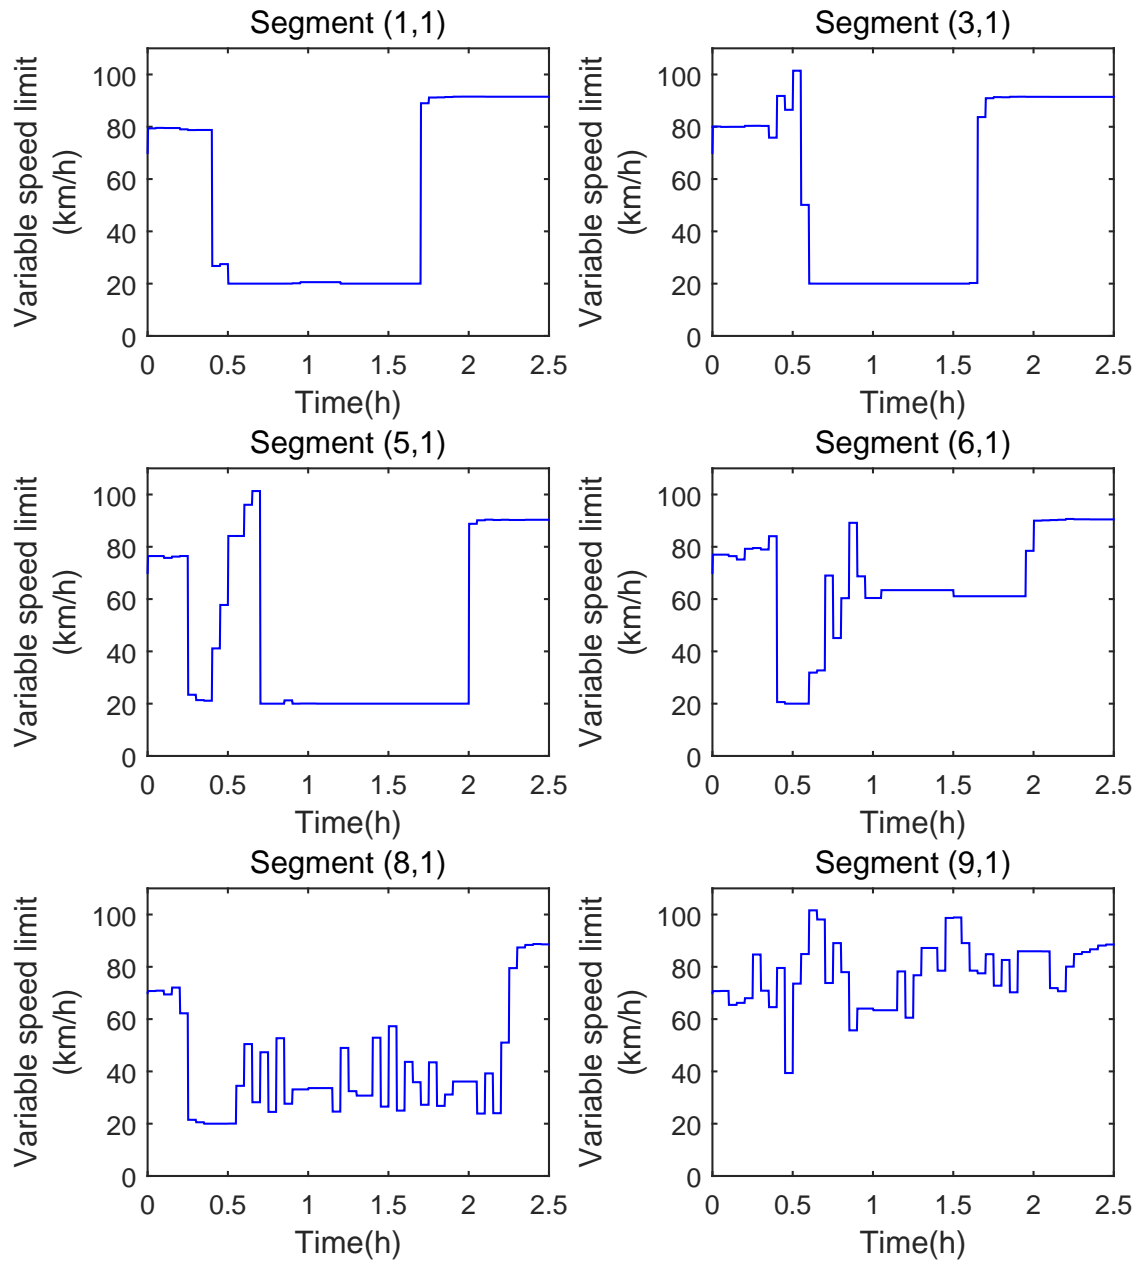 Segment (1,1)
Variable speed limit
(km/h)
100
80
60
40
20
0
0 0.5 1 1.5 2 2.5
Time(h)
Segment (3,1)
Variable speed limit
(km/h)
100
80
60
40
20
0
0 0.5 1 1.5 2 2.5
Time(h)
Segment (5,1)
Variable speed limit
(km/h)
100
80
60
40
20
0
0 0.5 1 1.5 2 2.5
Time(h)
Segment (6,1)
Variable speed limit
(km/h)
100
80
60
40
20
0
0 0.5 1 1.5 2 2.5
Time(h)
Segment (8,1)
Variable speed limit
(km/h)
100
80
60
40
20
0
0 0.5 1 1.5 2 2.5
Time(h)
Segment (9,1)
Variable speed limit
(km/h)
100
80
60
40
20
0
0 0.5 1 1.5 2 2.5
Time(h)